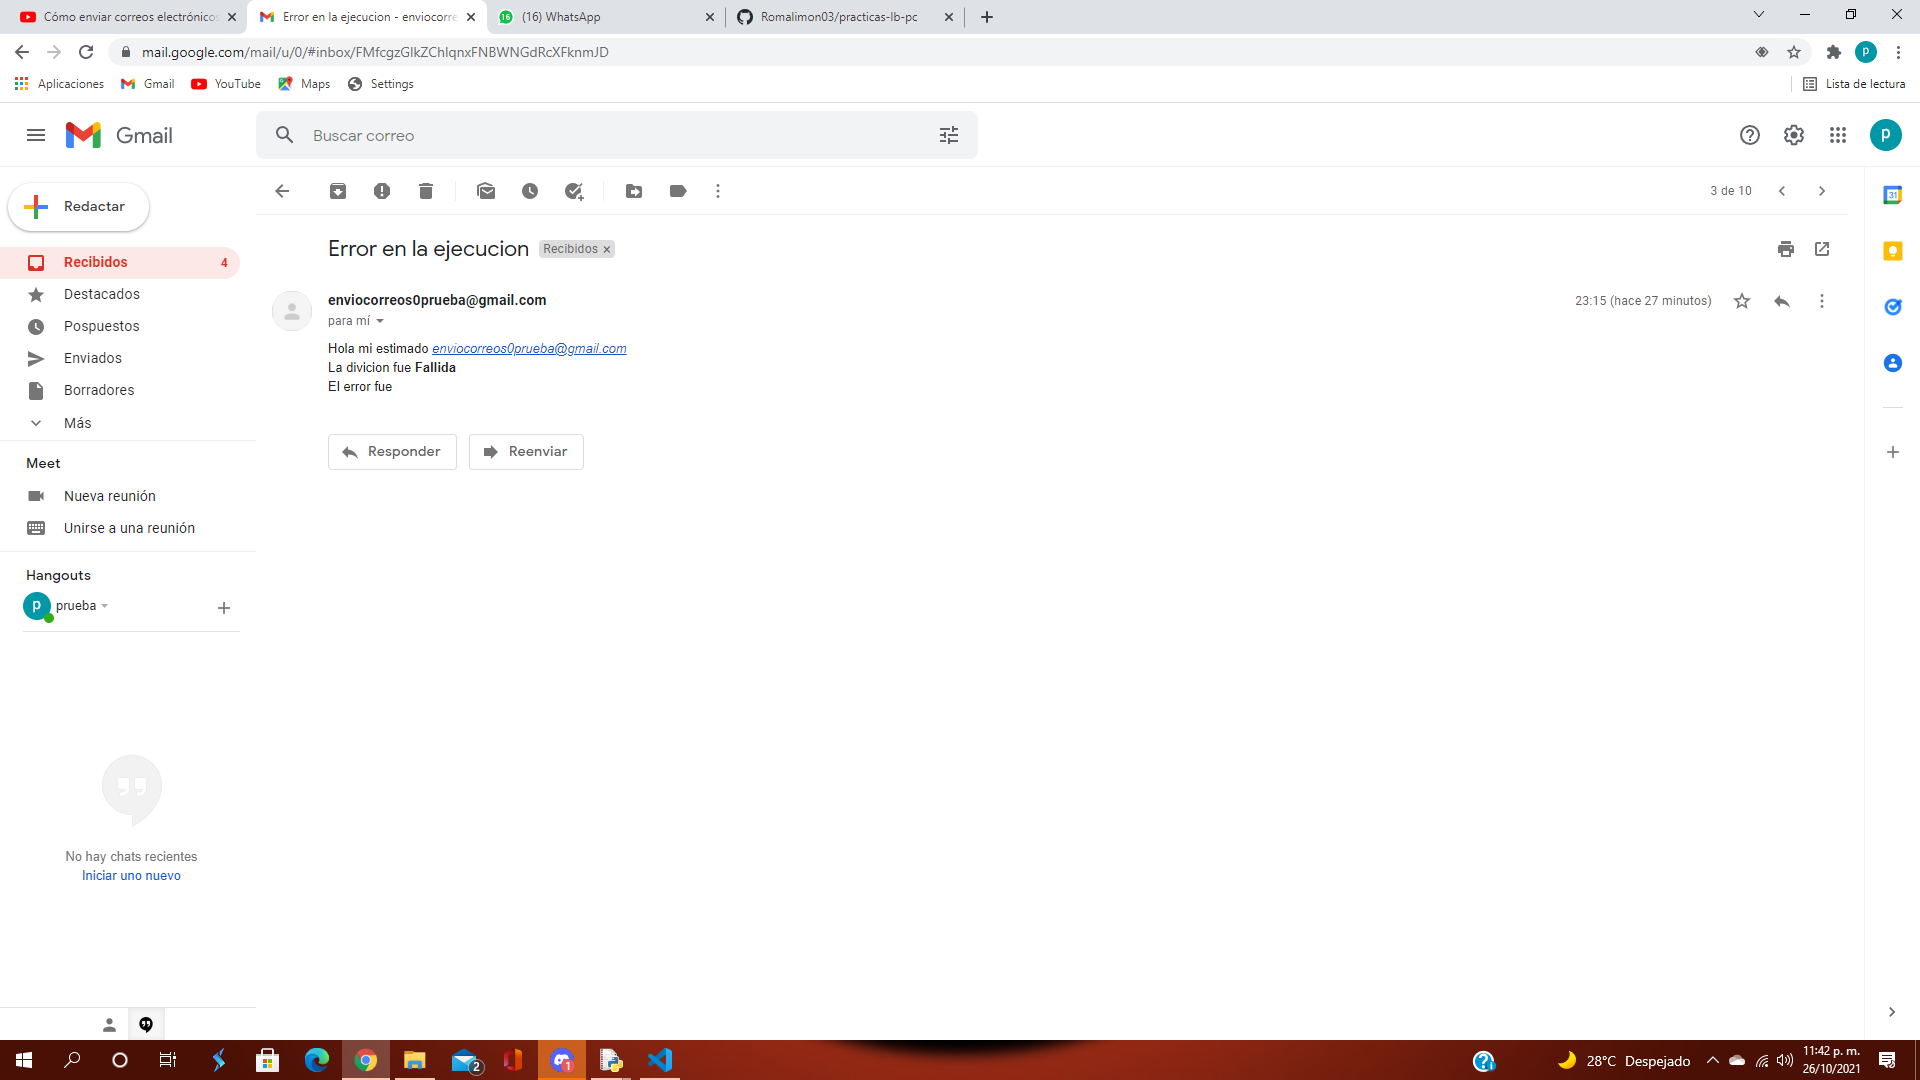 Cómo enviar correos electrónicos
Error en la ejecucion - enviocorre
(16) WhatsApp
Romalimon03/practicas-lb-pc
mail.google.com/mail/u/0/#inbox/FMfcgzGlkZChlqnxFNBWNGdRcXFknmJD
P
Aplicaciones
Gmail
YouTube
Maps
Settings
Lista de lectura
Gmail
Buscar correo
p
Redactar
3 de 10
31
Error en la ejecucion
Recibidos
Recibidos
4
Destacados
Pospuestos
Enviados
Borradores
Más
enviocorreos0prueba@gmail.com
23:15 (hace 27 minutos)
para mí
Hola mi estimado enviocorreos0prueba@gmail.com
La divicion fue Fallida
El error fue
Responder
Reenviar
Meet
Nueva reunión
Unirse a una reunión
Hangouts
p
prueba
No hay chats recientes
Iniciar uno nuevo
2
1
28°C Despejado
11:42 p. m.
26/10/2021